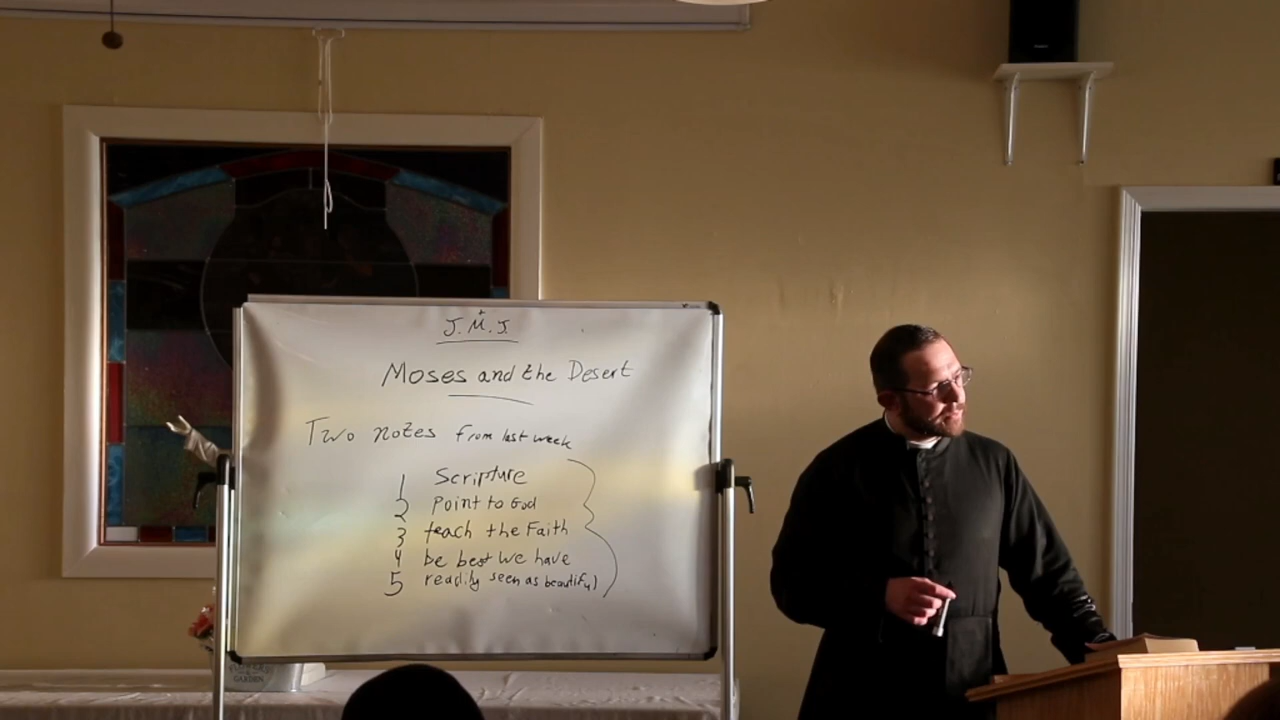 J.M.J.
Moses and the Desert
Two notes from last week
1 Scripture
2 point to God
3 teach the Faith
4 be best we have
5 readily seen as beautiful
GARDEN